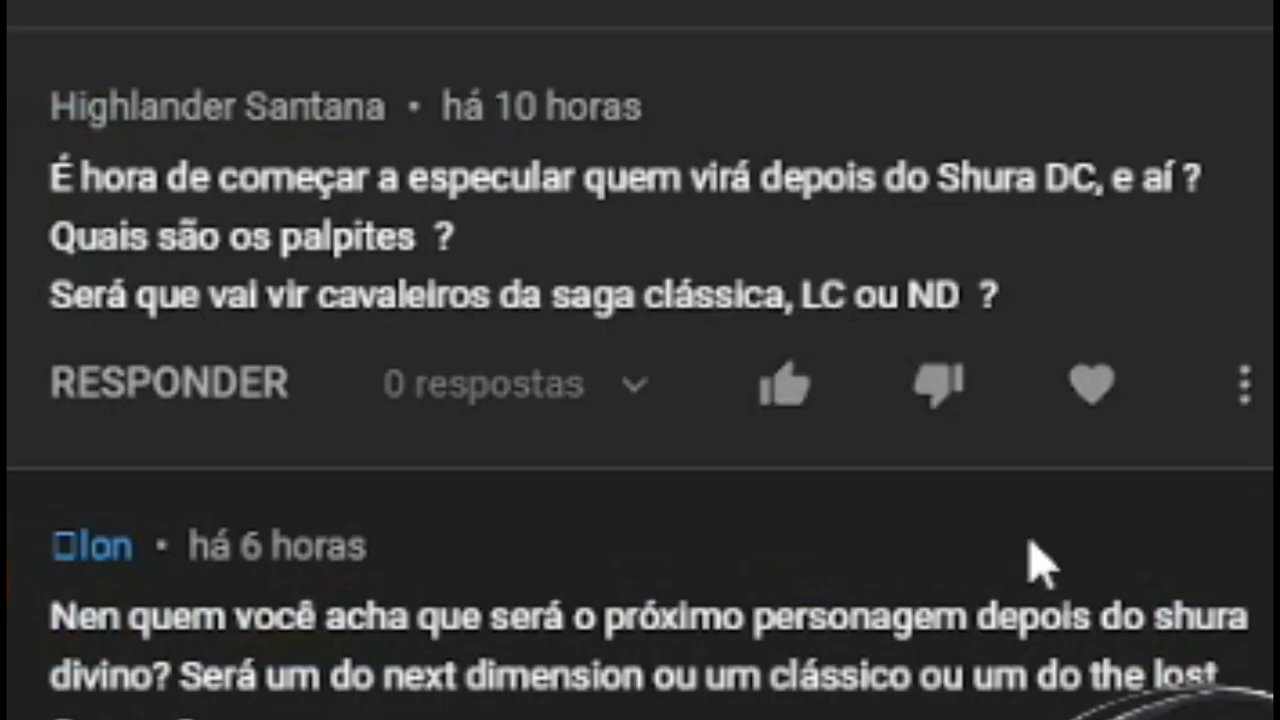 Highlander Santana • há 10 horas
É hora de começar a especular quem virá depois do Shura DC, e aí ?
Quais são os palpites ?
Será que vai vir cavaleiros da saga clássica, LC ou ND ?
RESPONDER 0 respostas
lon • há 6 horas
Nen quem você acha que será o próximo personagem depois do shura
divino? Será um do next dimension ou um clássico ou um do the lost